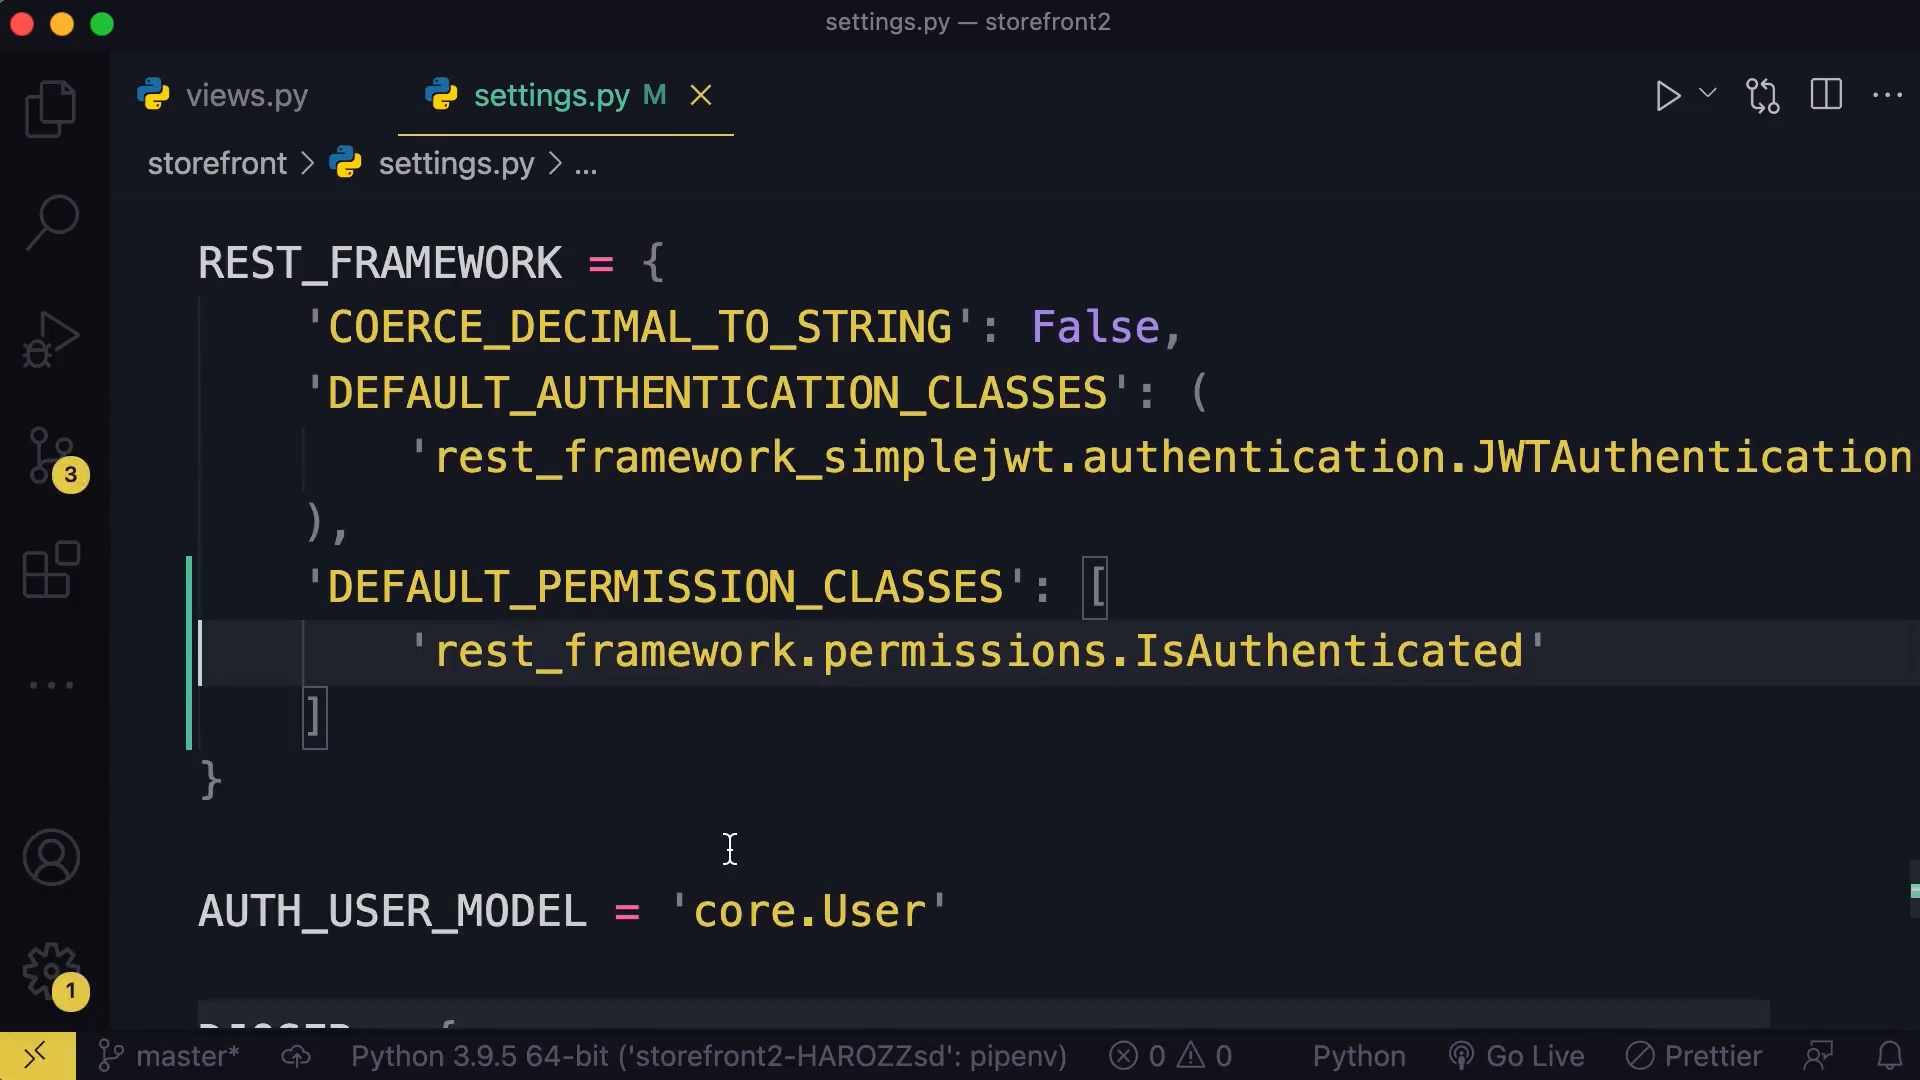 settings.py — storefront2
views.py
settings.py M
storefront > settings.py > ...
REST_FRAMEWORK = {
'COERCE_DECIMAL_TO_STRING': False,
'DEFAULT_AUTHENTICATION_CLASSES': (
'rest_framework_simplejwt.authentication.JWTAuthentication
),
'DEFAULT_PERMISSION_CLASSES': [
'rest_framework.permissions.IsAuthenticated'
]
}
AUTH_USER_MODEL = 'core.User'
3
1
master* Python 3.9.5 64-bit ('storefront2-HAROZZsd': pipenv) 0 0 Python Go Live Prettier